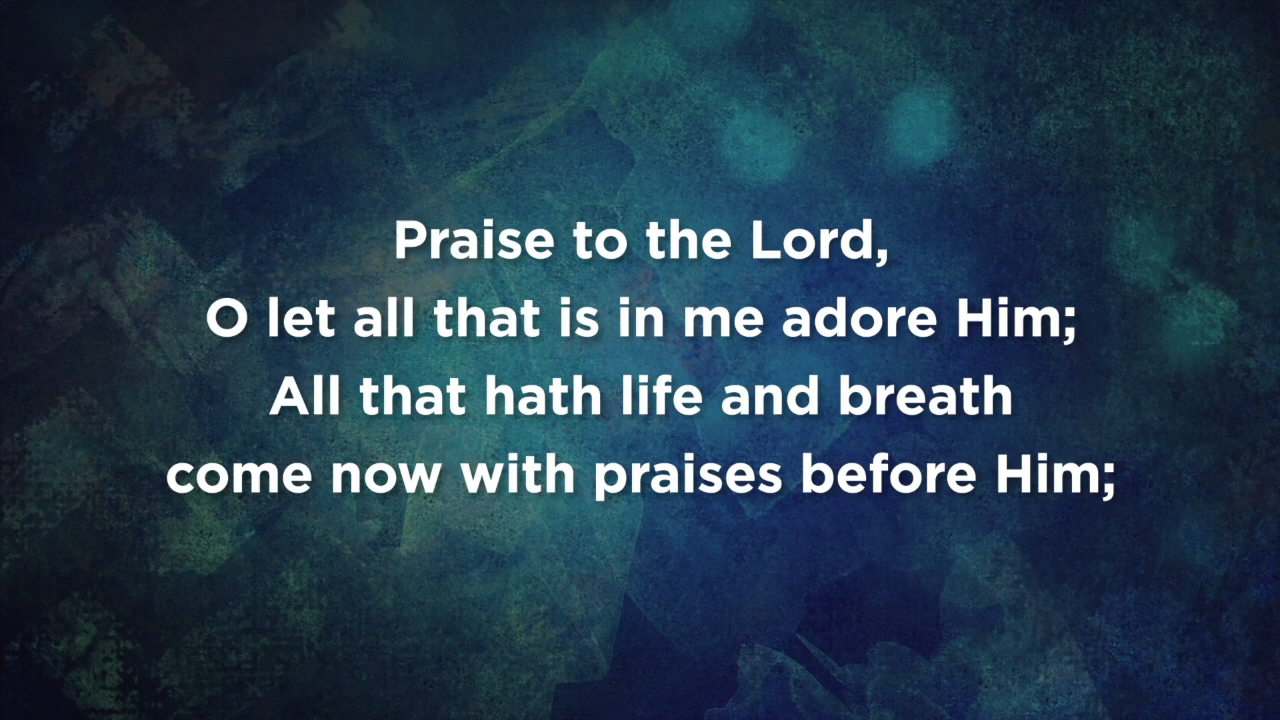 Praise to the Lord,
O let all that is in me adore Him;
All that hath life and breath
come now with praises before Him;